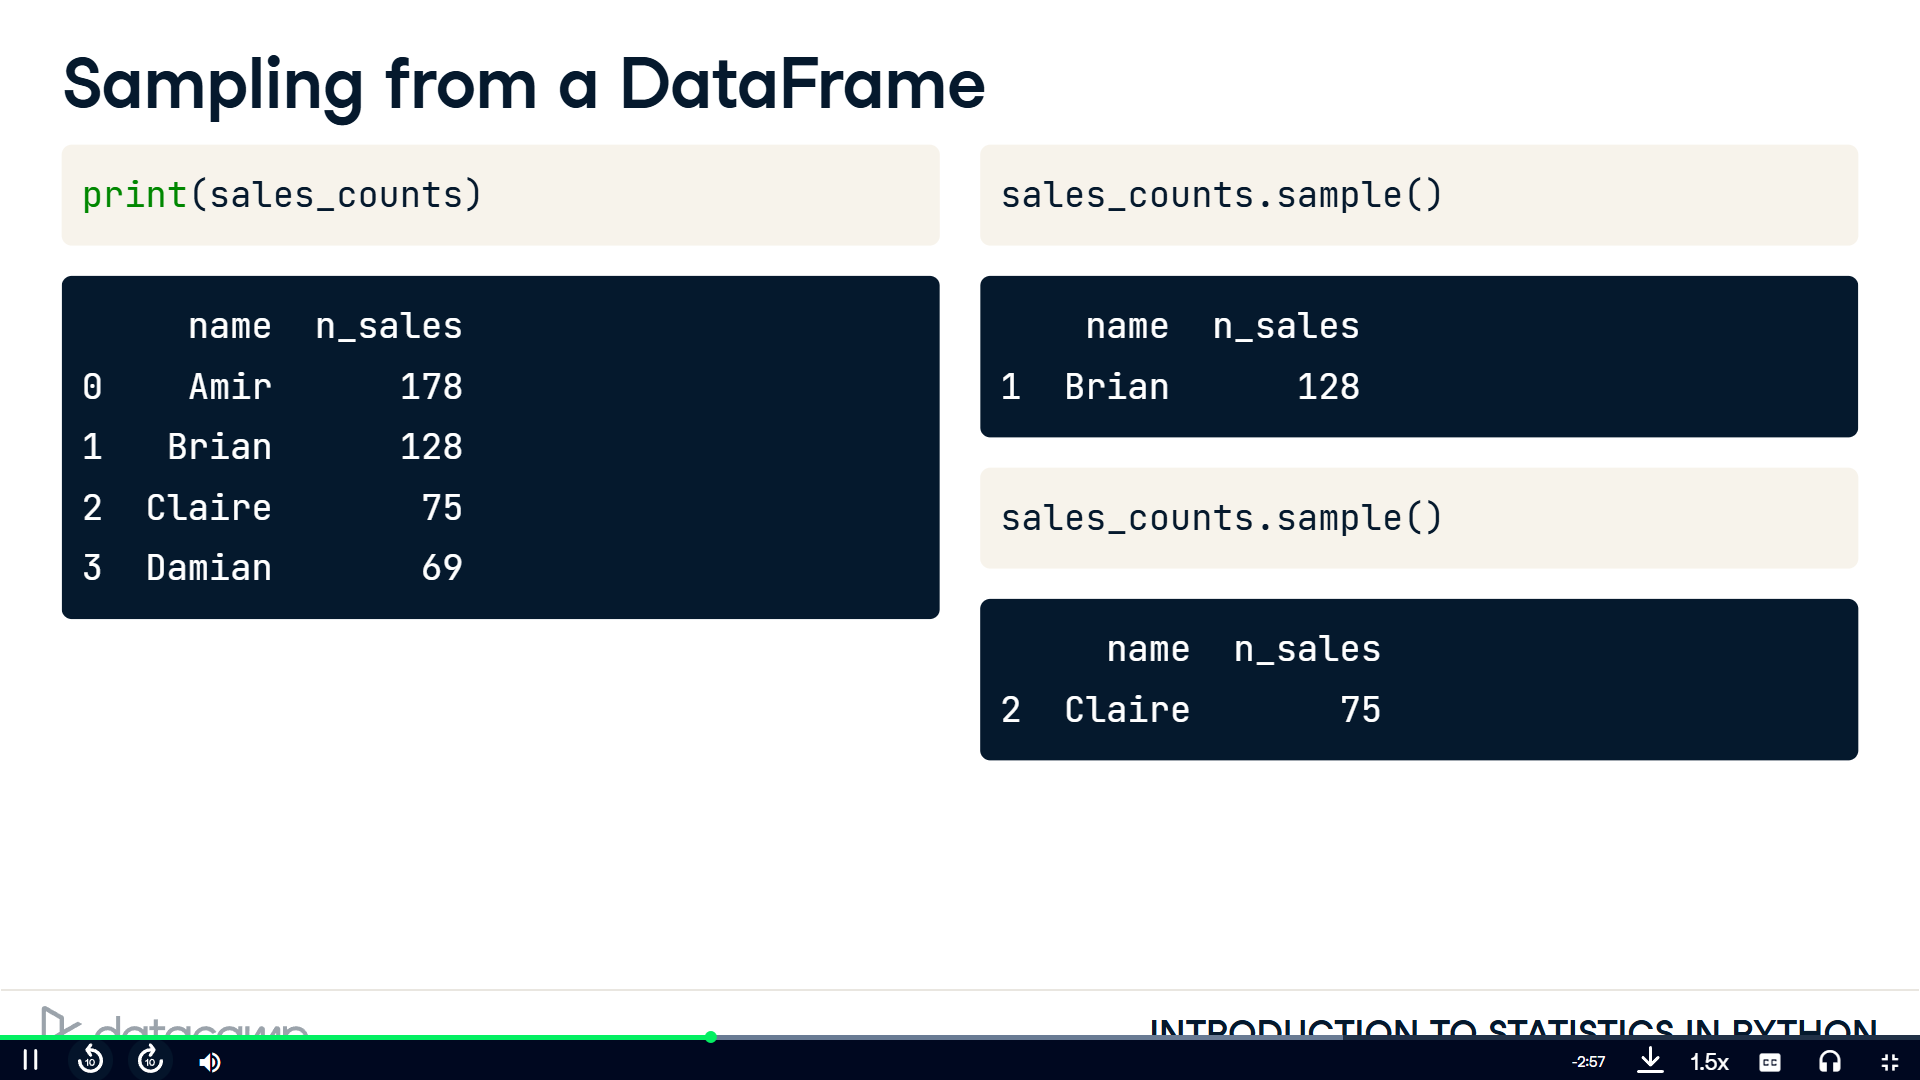 Sampling from a DataFrame
print(sales_counts)
name n_sales
0 Amir 178
1 Brian 128
2 Claire 75
3 Damian 69
sales_counts.sample()
name n_sales
1 Brian 128
sales_counts.sample()
name n_sales
2 Claire 75
datacamp
INTRODUCTION TO STATISTICS IN PYTHON
10 10 -2:57 1.5x CC